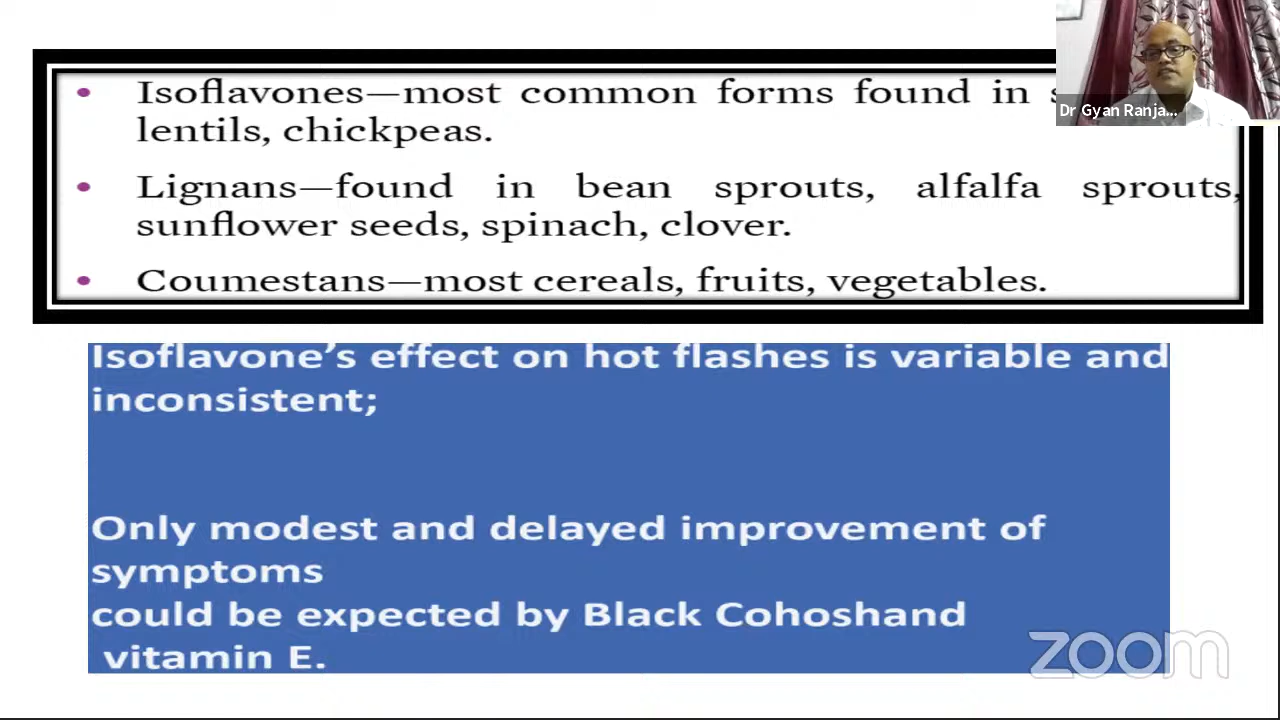 • Isoflavones—most common forms found in
lentils, chickpeas.
• Lignans—found in bean sprouts, alfalfa sprouts,
sunflower seeds, spinach, clover.
• Coumestans—most cereals, fruits, vegetables.
Isoflavone’s effect on hot flashes is variable and
inconsistent;
Only modest and delayed improvement of
symptoms
could be expected by Black Cohoshand
vitamin E.
Dr Gyan Ranja...
zoom